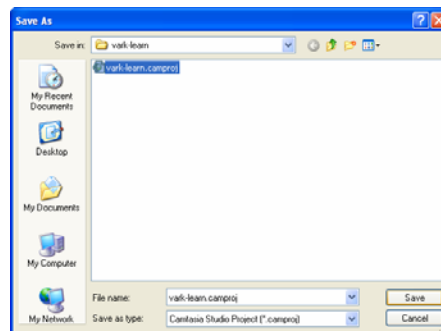 Save As
Save in: vark-learn
vark-learn.camproj
My Recent
Documents
Desktop
My Documents
My Computer
My Network
File name: vark-learn.camproj Save
Save as type: Camtasia Studio Project (*.camproj) Cancel